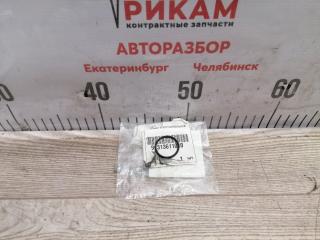 РИКАМ
контрактные запчасти
АВТОРАЗБОР
Екатеринбург Челябинск
40 50 60